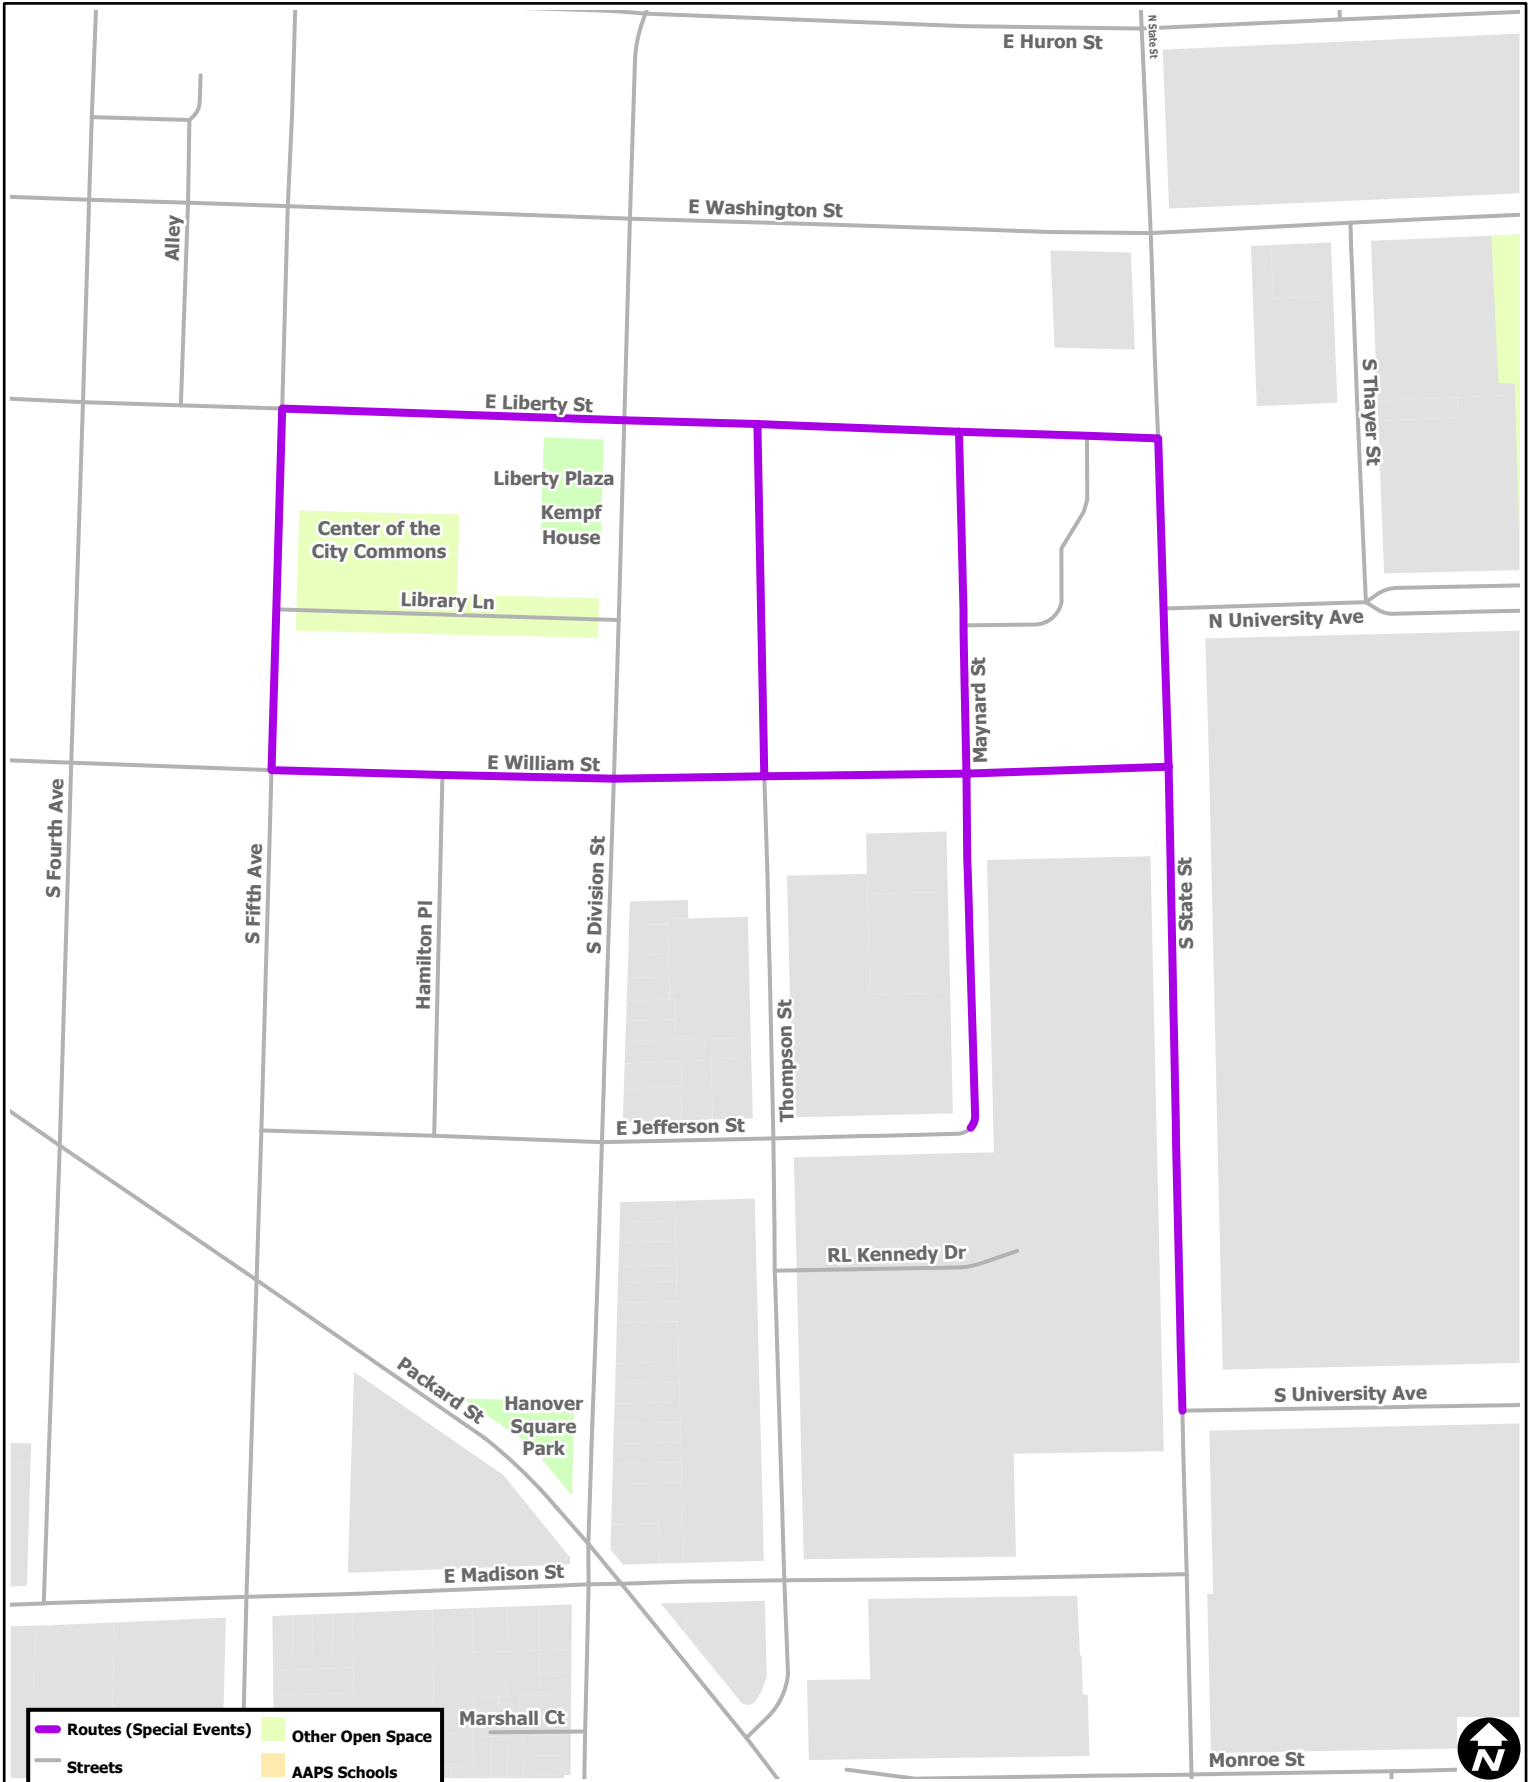 N State St
E Huron St
E Washington St
Alley
S Thayer St
E Liberty St
Liberty Plaza
Kempf
House
Center of the
City Commons
Library Ln
N University Ave
Maynard St
E William St
S Fourth Ave
S Fifth Ave
Hamilton Pl
S Division St
S State St
Thompson St
E Jefferson St
RL Kennedy Dr
Packard St
Hanover
Square
Park
S University Ave
E Madison St
Marshall Ct
Monroe St
Routes (Special Events)
Other Open Space
Streets
AAPS Schools
N